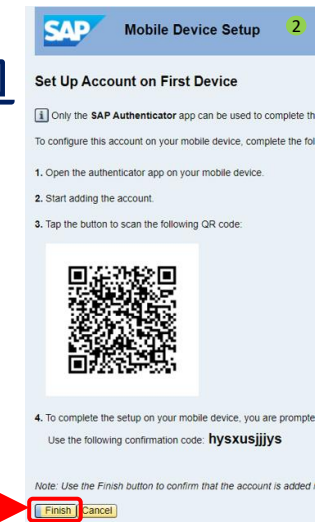 SAP Mobile Device Setup 2
Set Up Account on First Device
i Only the SAP Authenticator app can be used to complete th
To configure this account on your mobile device, complete the fol
1. Open the authenticator app on your mobile device.
2. Start adding the account.
3. Tap the button to scan the following QR code:
4. To complete the setup on your mobile device, you are prompte
Use the following confirmation code: hysxusjjjys
Note: Use the Finish button to confirm that the account is added
Finish Cancel